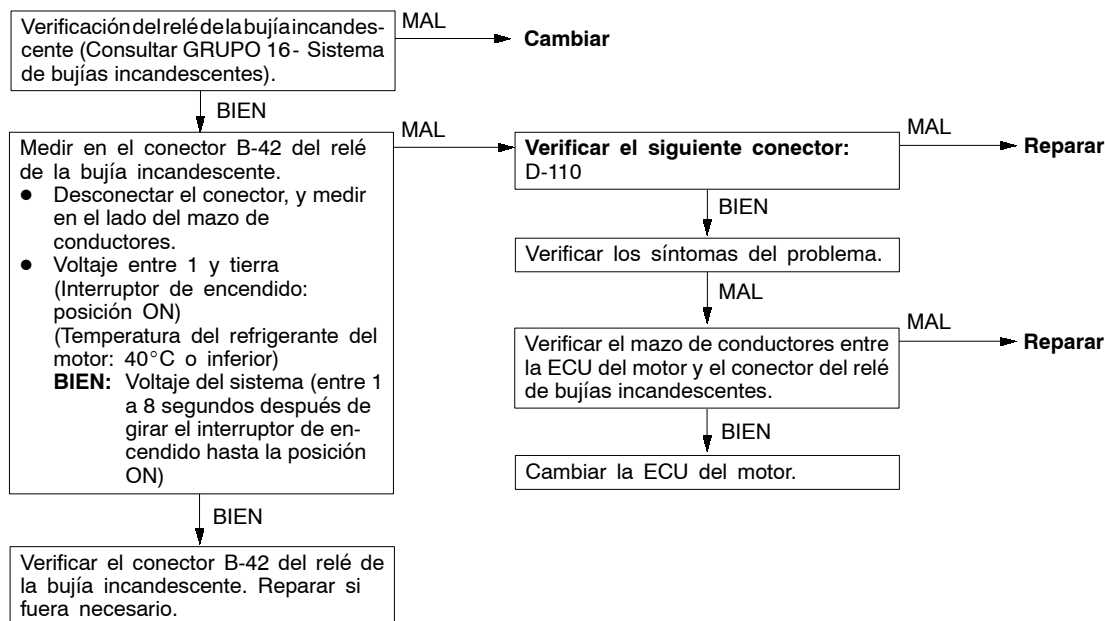 Verificación del relé de la bujía incandes-
cente (Consultar GRUPO 16 - Sistema
de bujías incandescentes).
MAL
Cambiar
BIEN
Medir en el conector B-42 del relé
de la bujía incandescente.
● Desconectar el conector, y medir
en el lado del mazo de
conductores.
● Voltaje entre 1 y tierra
(Interruptor de encendido:
posición ON)
(Temperatura del refrigerante del
motor: 40°C o inferior)
BIEN: Voltaje del sistema (entre 1
a 8 segundos después de
girar el interruptor de en-
cendido hasta la posición
ON)
MAL
Verificar el siguiente conector:
D-110
MAL
Reparar
BIEN
Verificar los síntomas del problema.
MAL
Verificar el mazo de conductores entre
la ECU del motor y el conector del relé
de bujías incandescentes.
MAL
Reparar
BIEN
Cambiar la ECU del motor.
BIEN
Verificar el conector B-42 del relé de
la bujía incandescente. Reparar si
fuera necesario.